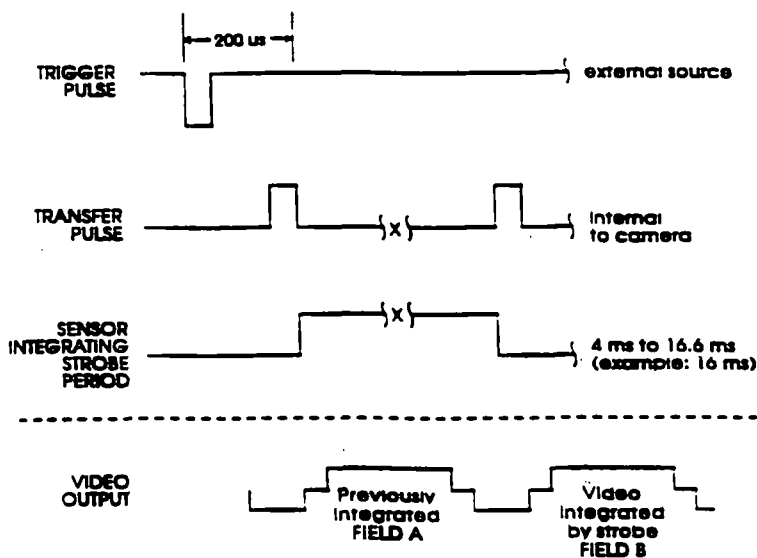 200 us
TRIGGER
PULSE
external source
TRANSFER
PULSE
X
internal
to camera
SENSOR
INTEGRATING
STROBE
PERIOD
X
4 ms to 16.6 ms
(example: 16 ms)
VIDEO
OUTPUT
Previously
integrated
FIELD A
Video
integrated
by strobe
FIELD B